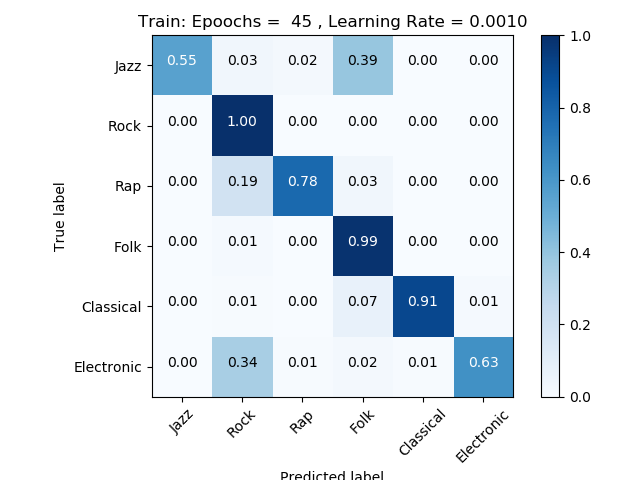 Train: Epoochs =  45 , Learning Rate = 0.0010
Jazz 0.55 0.03 0.02 0.39 0.00 0.00
Rock 0.00 1.00 0.00 0.00 0.00 0.00
Rap 0.00 0.19 0.78 0.03 0.00 0.00
Folk 0.00 0.01 0.00 0.99 0.00 0.00
Classical 0.00 0.01 0.00 0.07 0.91 0.01
Electronic 0.00 0.34 0.01 0.02 0.01 0.63
True label
Jazz Rock Rap Folk Classical Electronic
Predicted label
1.0
0.8
0.6
0.4
0.2
0.0